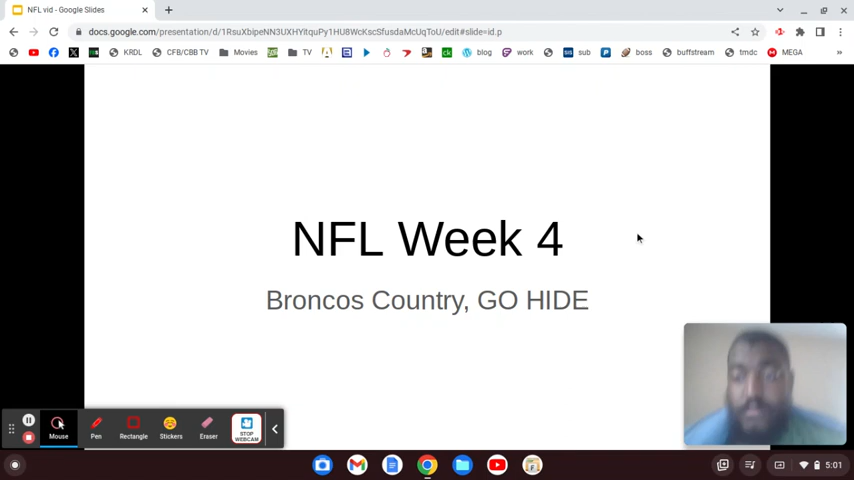 NFL vid - Google Slides
docs.google.com/presentation/d/1RsuXbipeNN3UXHYitquPy1HU8WcKscSfusdaMcUqToU/edit#slide=id.p
KRDL CFB/CBB TV Movies TV blog work sub boss buffstream tmdc MEGA
NFL Week 4
Broncos Country, GO HIDE
Mouse Pen Rectangle Stickers Eraser STOP WEBCAM
5:01